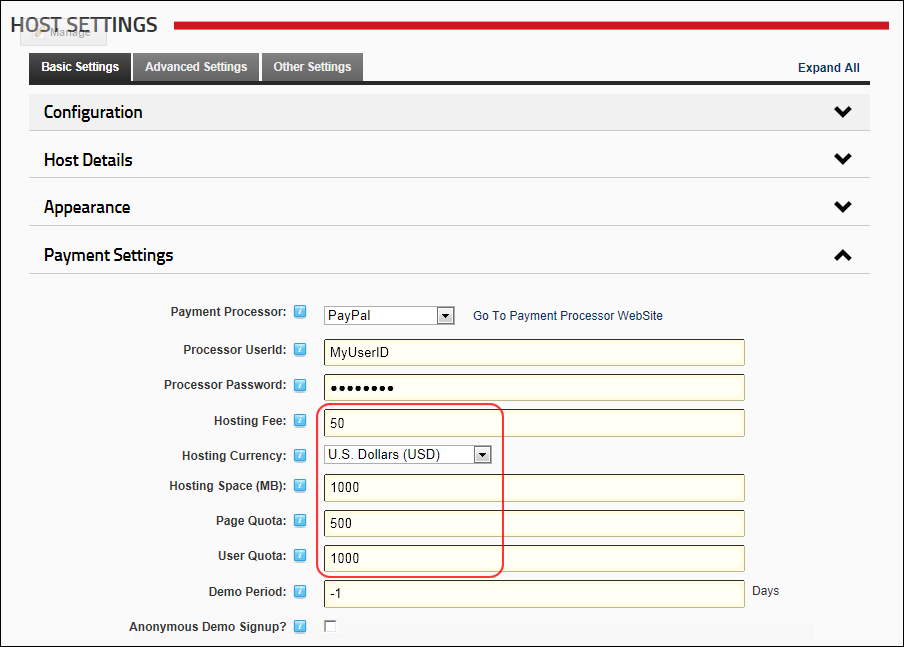 HOST SETTINGS
Manage
Basic Settings Advanced Settings Other Settings Expand All
Configuration
Host Details
Appearance
Payment Settings
Payment Processor: PayPal Go To Payment Processor WebSite
Processor UserId: MyUserID
Processor Password: ••••••••
Hosting Fee: 50
Hosting Currency: U.S. Dollars (USD)
Hosting Space (MB): 1000
Page Quota: 500
User Quota: 1000
Demo Period: -1 Days
Anonymous Demo Signup?